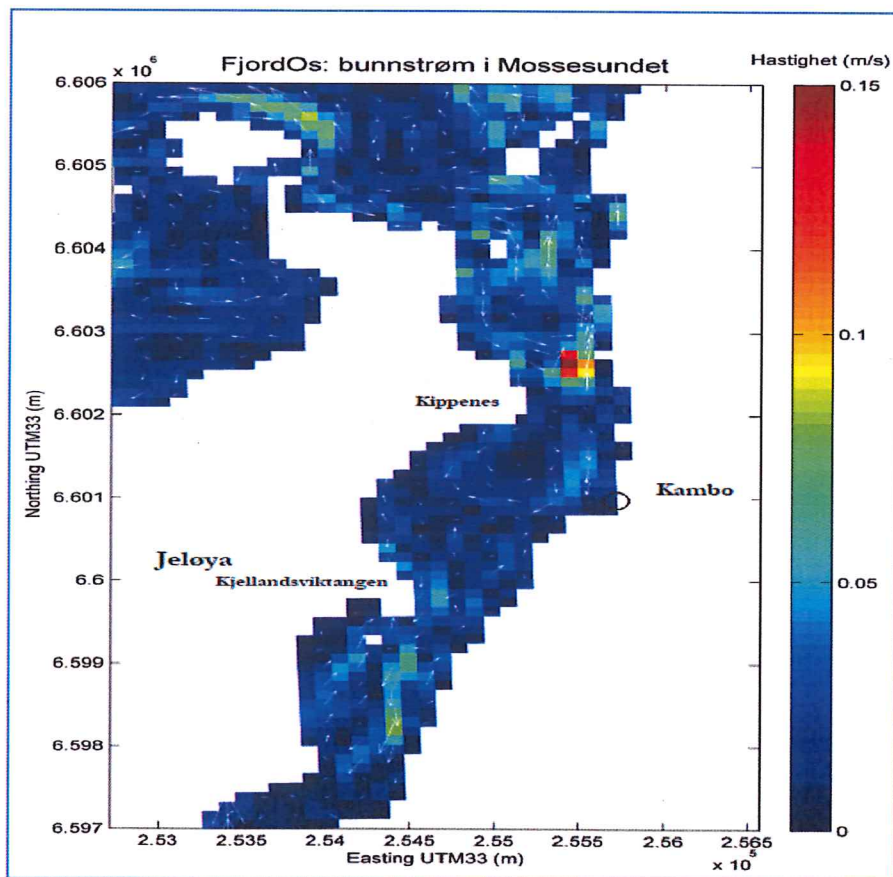 FjordOs: bunnstrøm i Mossesundet
Hastighet (m/s)
× 10⁶
6.606
6.605
6.604
6.603
6.602
6.601
6.6
6.599
6.598
6.597
Northing UTM33 (m)
Kippenes
Kambo
Jeløya
Kjellandsviktangen
0.15
0.1
0.05
0
2.53 2.535 2.54 2.545 2.55 2.555 2.56 2.565
Easting UTM33 (m)
× 10⁵